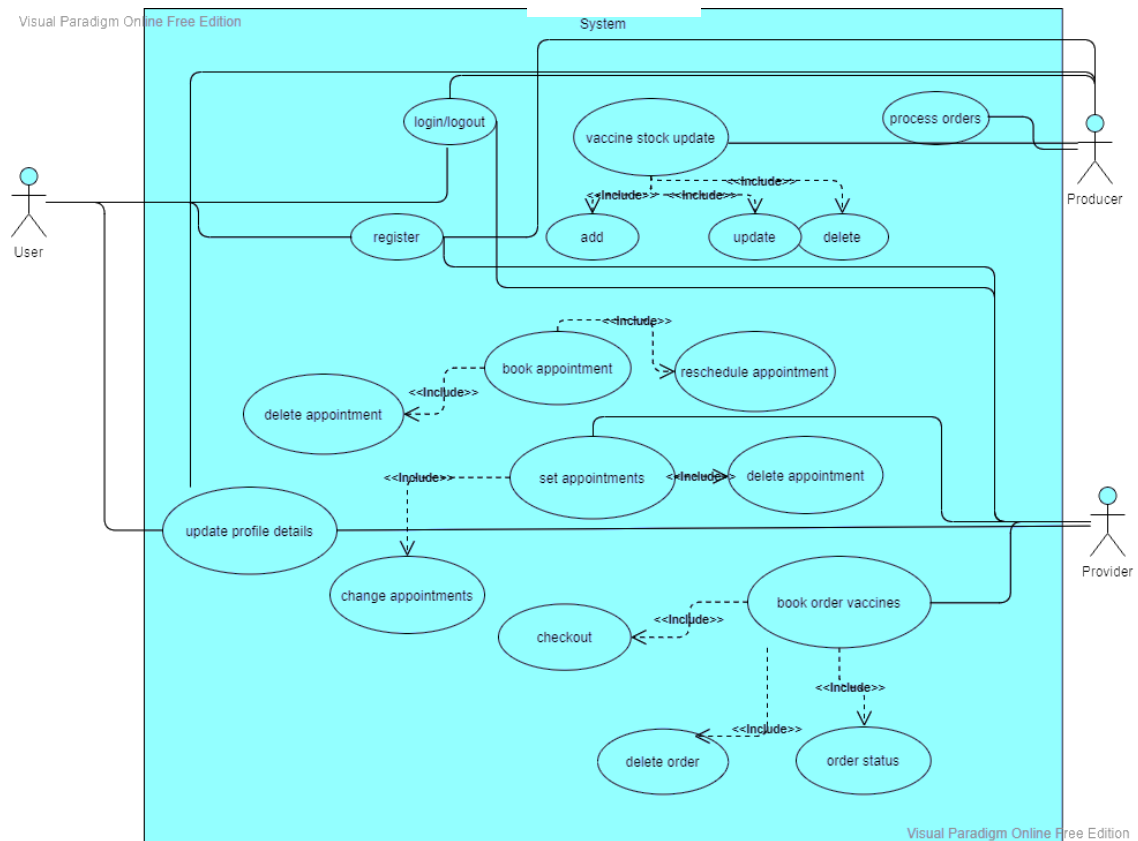 Visual Paradigm Online Free Edition
System
login/logout
process orders
vaccine stock update
<<Include>>
Producer
<<Include>>
<<Include>>
User
register
add
update
delete
<<Include>>
book appointment
reschedule appointment
<<Include>>
delete appointment
<<Include>>
set appointments
<<Include>>
delete appointment
update profile details
Provider
change appointments
book order vaccines
<<Include>>
checkout
<<Include>>
<<Include>>
delete order
order status
Visual Paradigm Online Free Edition